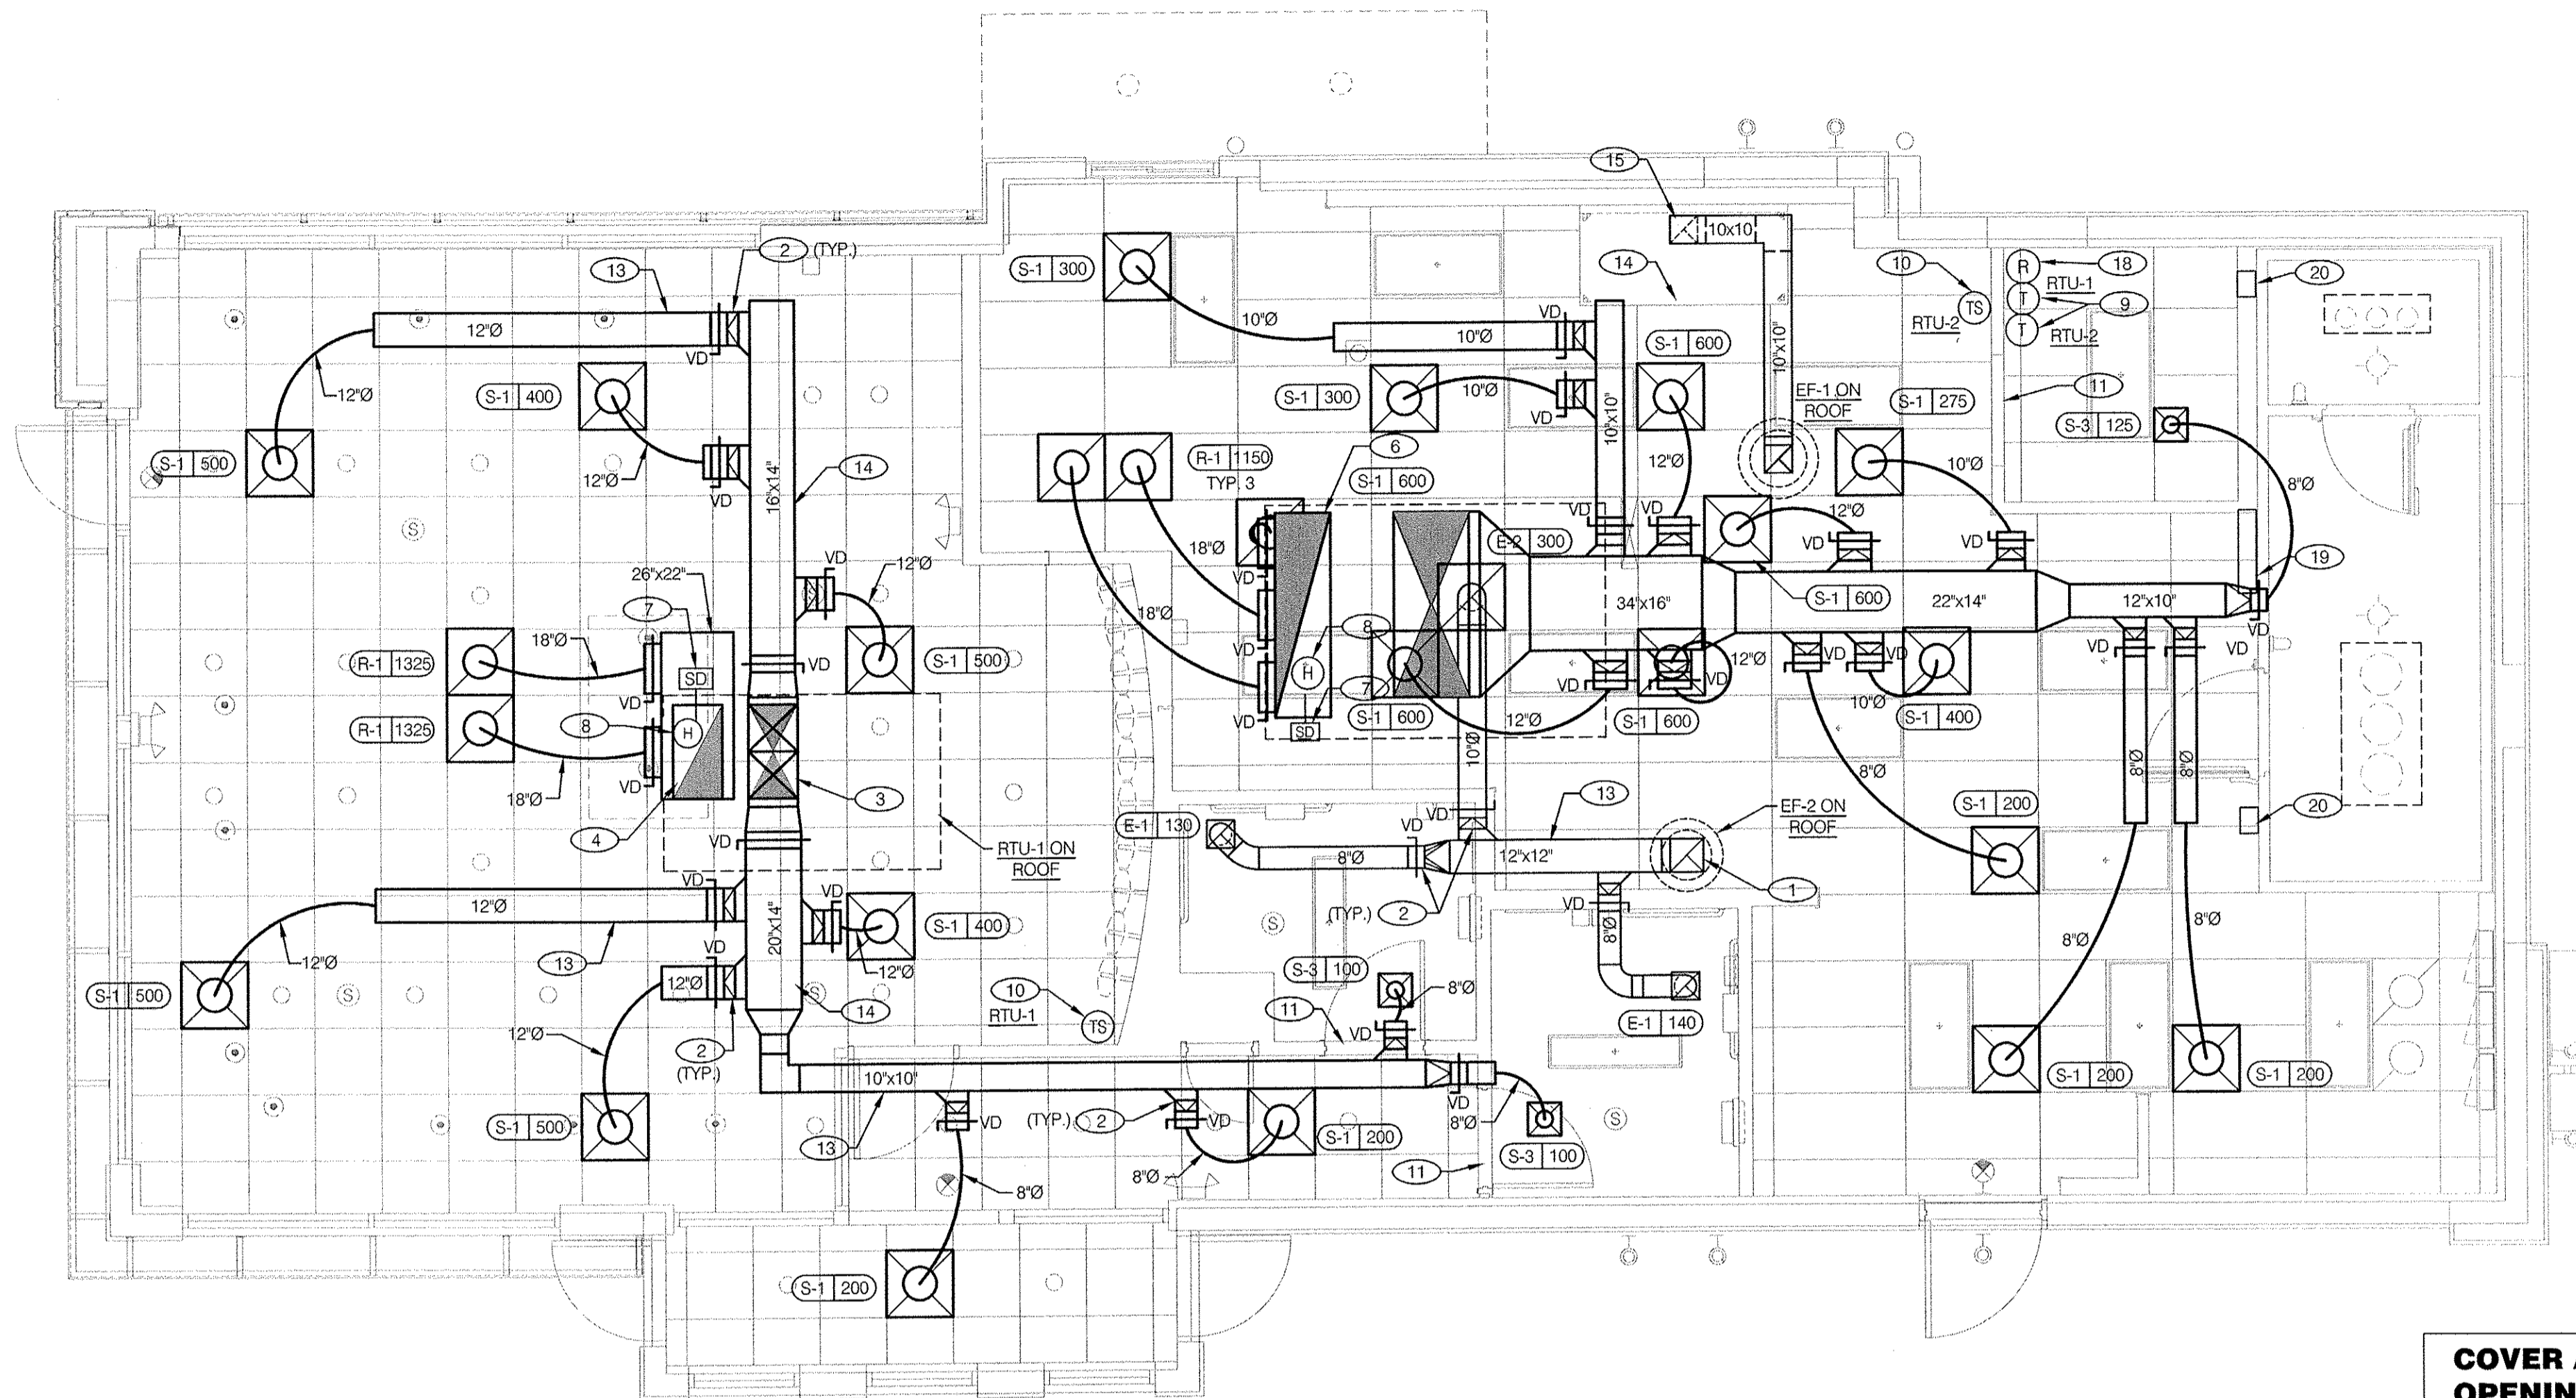 15
10x10
2 (TYP.)
13
S-1 300
14
10
18
20
R
RTU-1
T
9
TS
RTU-2
T
RTU-2
12"Ø
VD
10"Ø
10"Ø
VD
S-1 600
10"x10"
12"Ø
S-1 400
S-1 300
10"Ø
VD
10"x10"
EF-1 ON
ROOF
S-1 275
11
S-3 125
S-1 500
12"Ø
VD
16"x14"
14
R-1 1150
TYP. 3
6
S-1 600
12"Ø
10"Ø
8"Ø
VD
VD
12"Ø
VD
VD
18"Ø
E-2 300
VD
12"Ø
19
26"x22"
7
VD
18"Ø
34"x16"
S-1 600
22"x14"
12"x10"
VD
18"Ø
R-1 1325
VD
SD
VD
S-1 500
VD
8
H
12"Ø
VD
VD
VD
VD
VD
VD
R-1 1325
8
H
VD
18"Ø
VD
7
SD
S-1 600
12"Ø
S-1 600
10"Ø
S-1 400
10"Ø
8"Ø
8"Ø
8"Ø
3
4
VD
RTU-1 ON
ROOF
E-1 130
VD
VD
13
EF-2 ON
ROOF
S-1 200
20
8"Ø
12"x12"
1
VD
VD
12"Ø
20"x14"
S-1 400
(TYP.) 2
VD
8"Ø
8"Ø
8"Ø
12"Ø
13
VD
12"Ø
12"Ø
S-1 500
14
10
RTU-1
TS
S-3 100
8"Ø
11
VD
E-1 140
12"Ø
2
(TYP.)
10"x10"
VD
8"Ø
S-1 200
S-1 200
S-1 500
13
VD
(TYP.) 2
VD
S-1 200
S-3 100
8"Ø
11
8"Ø
S-1 200
COVER
OPENIN